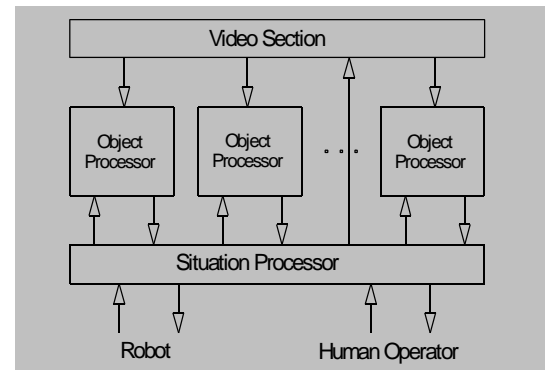 Video Section
Object
Processor
Object
Processor
. . .
Object
Processor
Situation Processor
Robot
Human Operator